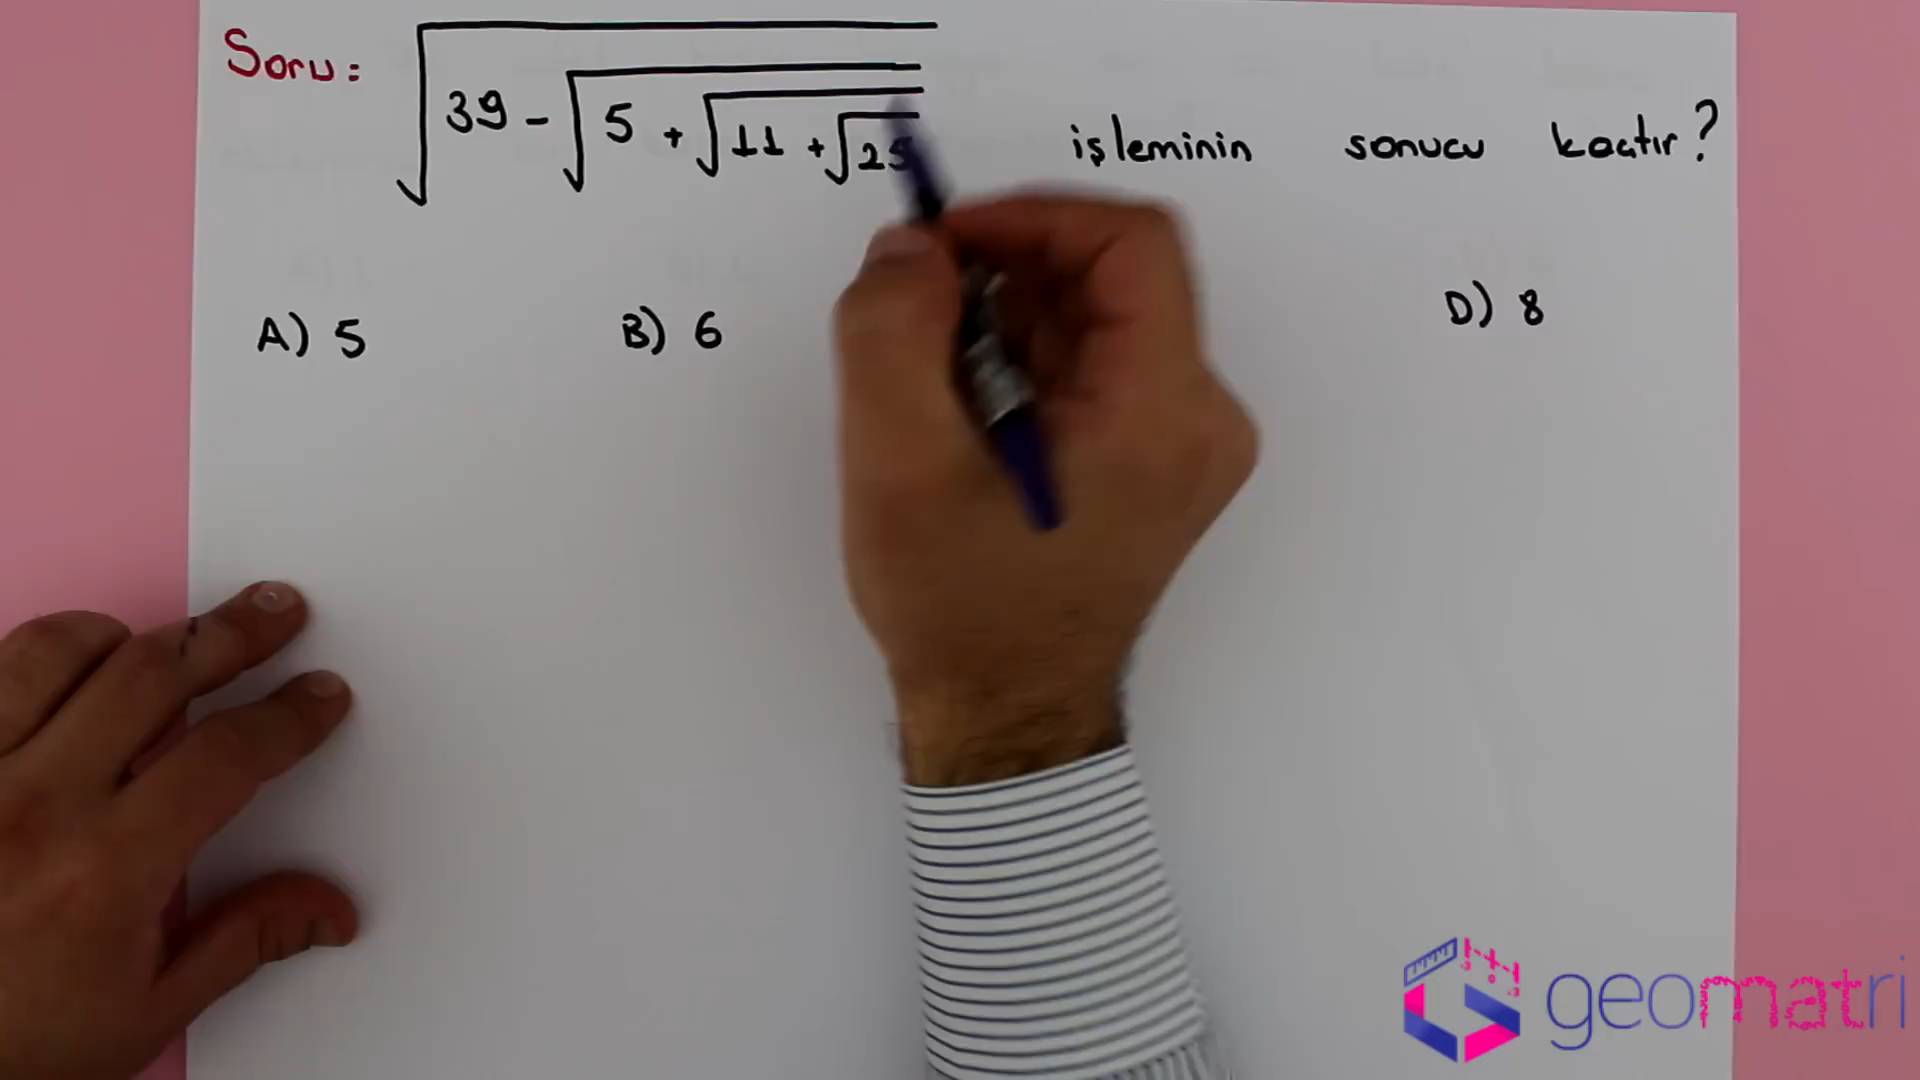 Soru: √39 - √5 + √11 + √25 işleminin sonucu kaçtır?
A) 5 B) 6 D) 8
geomatri